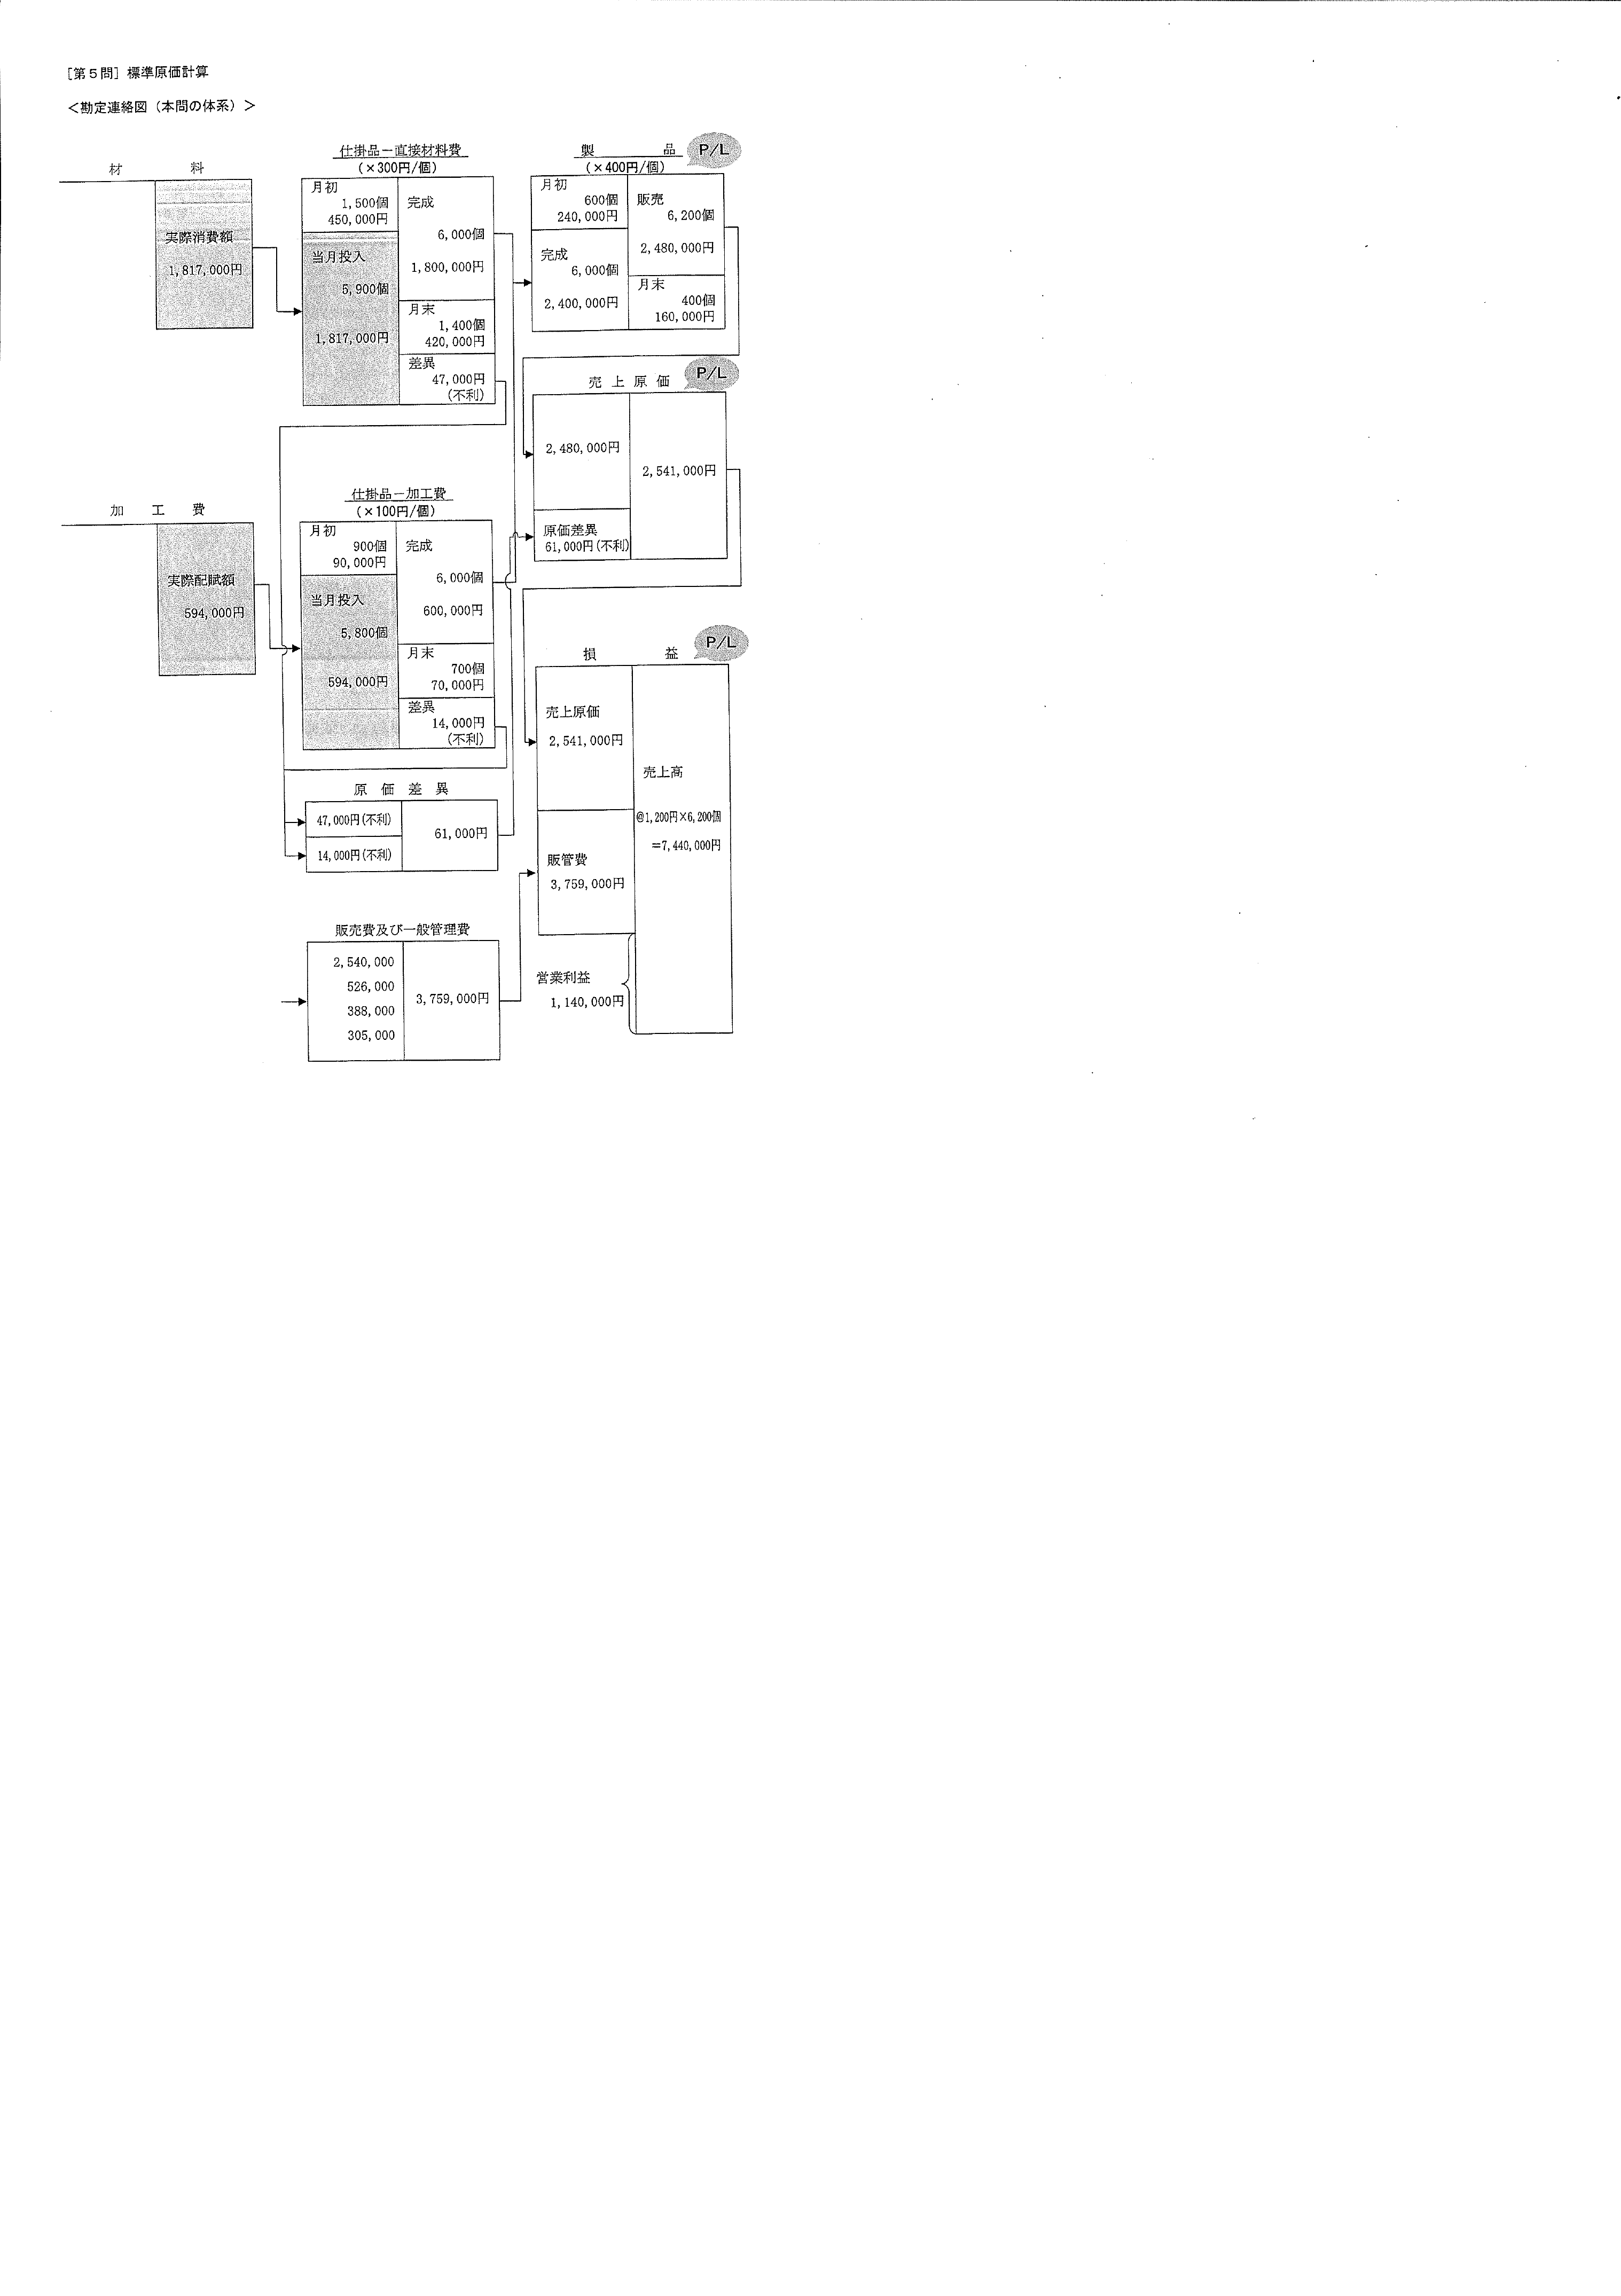 ［第５問］標準原価計算
＜勘定連絡図（本問の体系）＞
材　料
実際消費額
1,817,000円
仕掛品－直接材料費
（×300円/個）
月初
1,500個
450,000円
当月投入
5,900個
1,817,000円
完成
6,000個
1,800,000円
月末
1,400個
420,000円
差異
47,000円
（不利）
製　品
P/L
（×400円/個）
月初
600個
240,000円
完成
6,000個
2,400,000円
販売
6,200個
2,480,000円
月末
400個
160,000円
売上原価
P/L
2,480,000円
原価差異
61,000円（不利）
2,541,000円
加　工　費
実際配賦額
594,000円
仕掛品－加工費
（×100円/個）
月初
900個
90,000円
当月投入
5,800個
594,000円
完成
6,000個
600,000円
月末
700個
70,000円
差異
14,000円
（不利）
原価差異
47,000円（不利）
14,000円（不利）
61,000円
損　益
P/L
売上原価
2,541,000円
販管費
3,759,000円
営業利益
1,140,000円
売上高
@1,200円×6,200個
＝7,440,000円
販売費及び一般管理費
2,540,000
526,000
388,000
305,000
3,759,000円